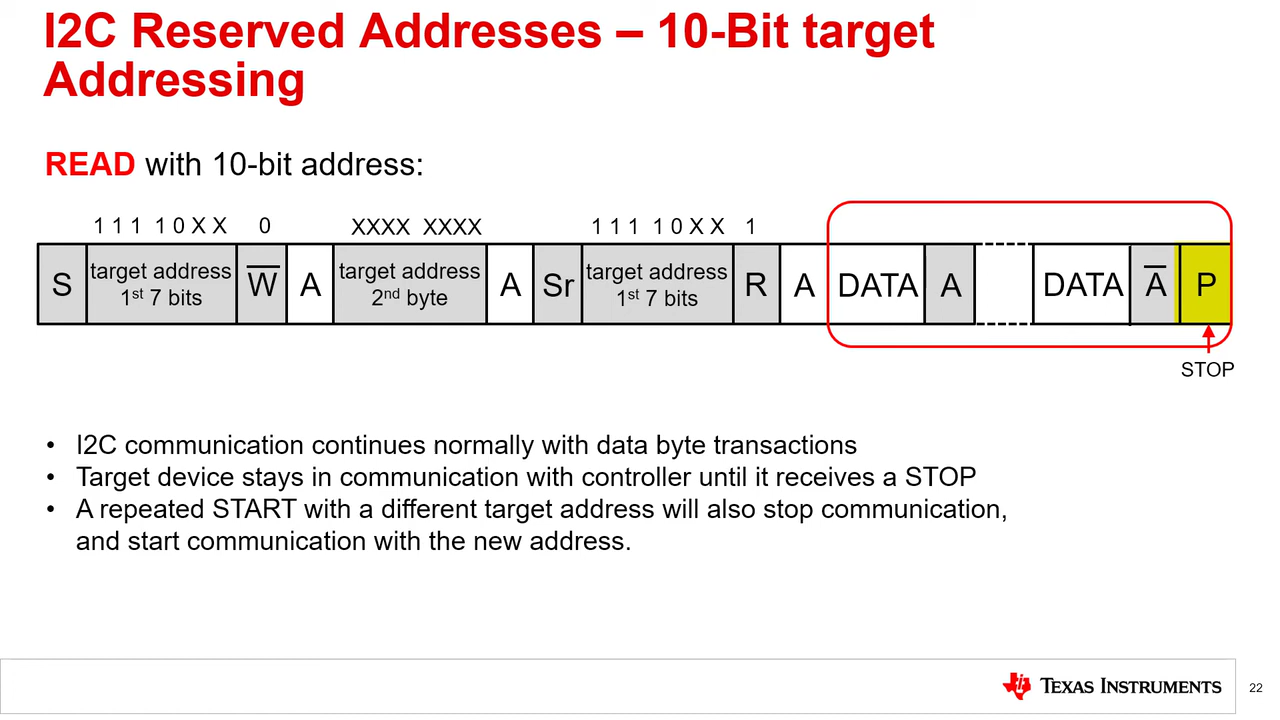 I2C Reserved Addresses – 10-Bit target
Addressing
READ with 10-bit address:
1 1 1 1 0 X X 0 XXXX XXXX 1 1 1 1 0 X X 1
S target address 1st 7 bits W̅ A target address 2nd byte A Sr target address 1st 7 bits R A DATA A DATA A̅ P
STOP
• I2C communication continues normally with data byte transactions
• Target device stays in communication with controller until it receives a STOP
• A repeated START with a different target address will also stop communication,
and start communication with the new address.
TEXAS INSTRUMENTS
22